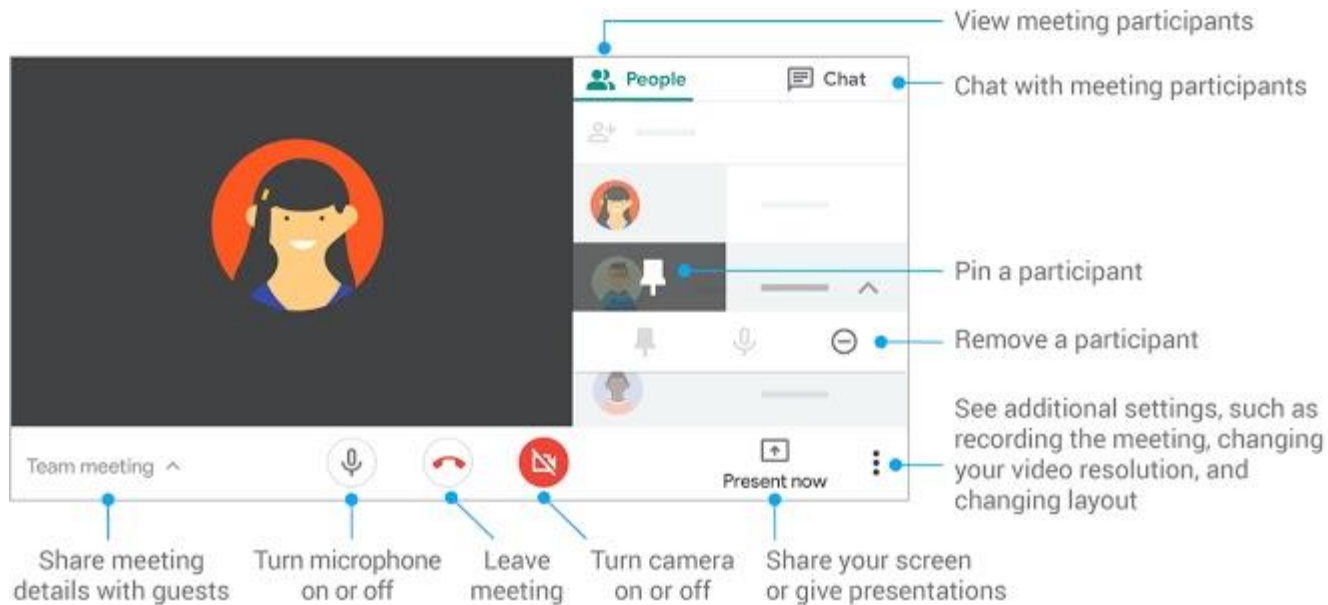 View meeting participants
People
Chat
Chat with meeting participants
Pin a participant
Remove a participant
See additional settings, such as
recording the meeting, changing
your video resolution, and
changing layout
Team meeting
Present now
Share meeting
details with guests
Turn microphone
on or off
Leave
meeting
Turn camera
on or off
Share your screen
or give presentations